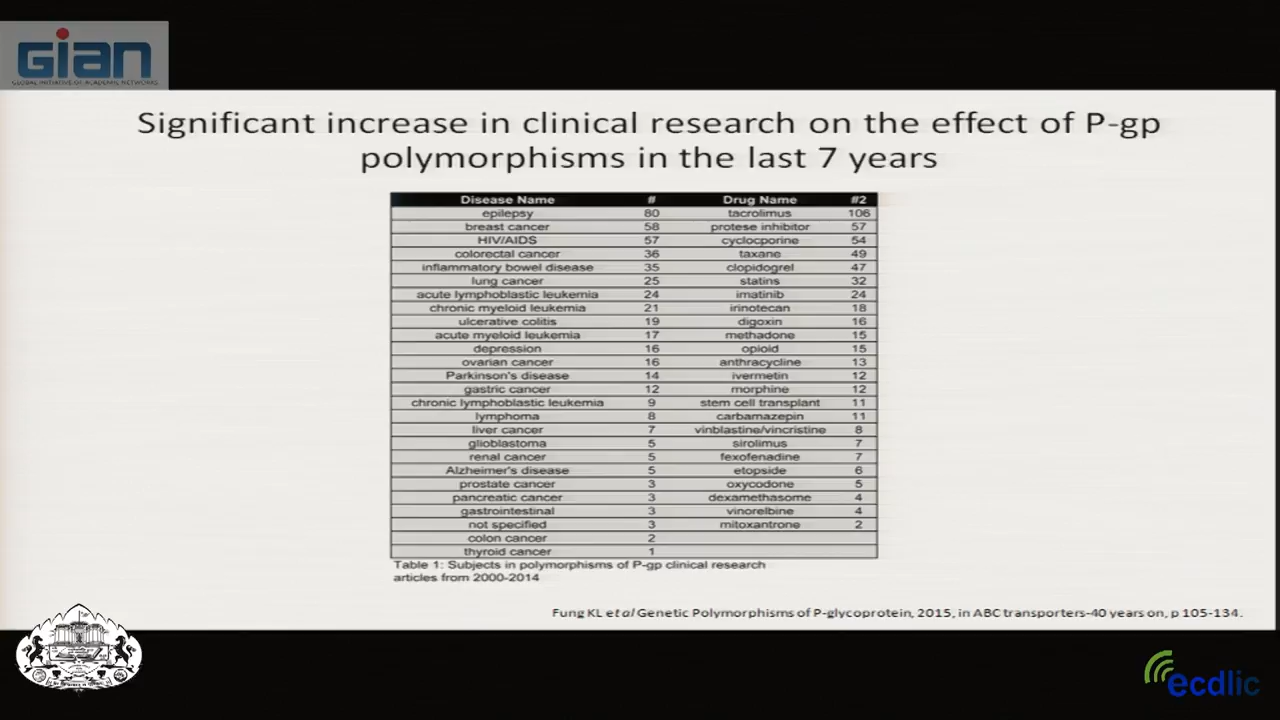 GIAN
GLOBAL INITIATIVE OF ACADEMIC NETWORKS
Significant increase in clinical research on the effect of P-gp
polymorphisms in the last 7 years
Disease Name # Drug Name #2
epilepsy 80 tacrolimus 106
breast cancer 58 protese inhibitor 57
HIV/AIDS 57 cyclocporine 54
colorectal cancer 36 taxane 49
inflammatory bowel disease 35 clopidogrel 47
lung cancer 25 statins 32
acute lymphoblastic leukemia 24 imatinib 24
chronic myeloid leukemia 21 irinotecan 18
ulcerative colitis 19 digoxin 16
acute myeloid leukemia 17 methadone 15
depression 16 opioid 15
ovarian cancer 16 anthracycline 13
Parkinson's disease 14 ivermetin 12
gastric cancer 12 morphine 12
chronic lymphoblastic leukemia 9 stem cell transplant 11
lymphoma 8 carbamazepin 11
liver cancer 7 vinblastine/vincristine 8
glioblastoma 5 sirolimus 7
renal cancer 5 fexofenadine 7
Alzheimer's disease 5 etopside 6
prostate cancer 3 oxycodone 5
pancreatic cancer 3 dexamethasome 4
gastrointestinal 3 vinorelbine 4
not specified 3 mitoxantrone 2
colon cancer 2
thyroid cancer 1
Table 1: Subjects in polymorphisms of P-gp clinical research
articles from 2000-2014
Fung KL et al Genetic Polymorphisms of P-glycoprotein, 2015, in ABC transporters-40 years on, p 105-134.
ecdlic